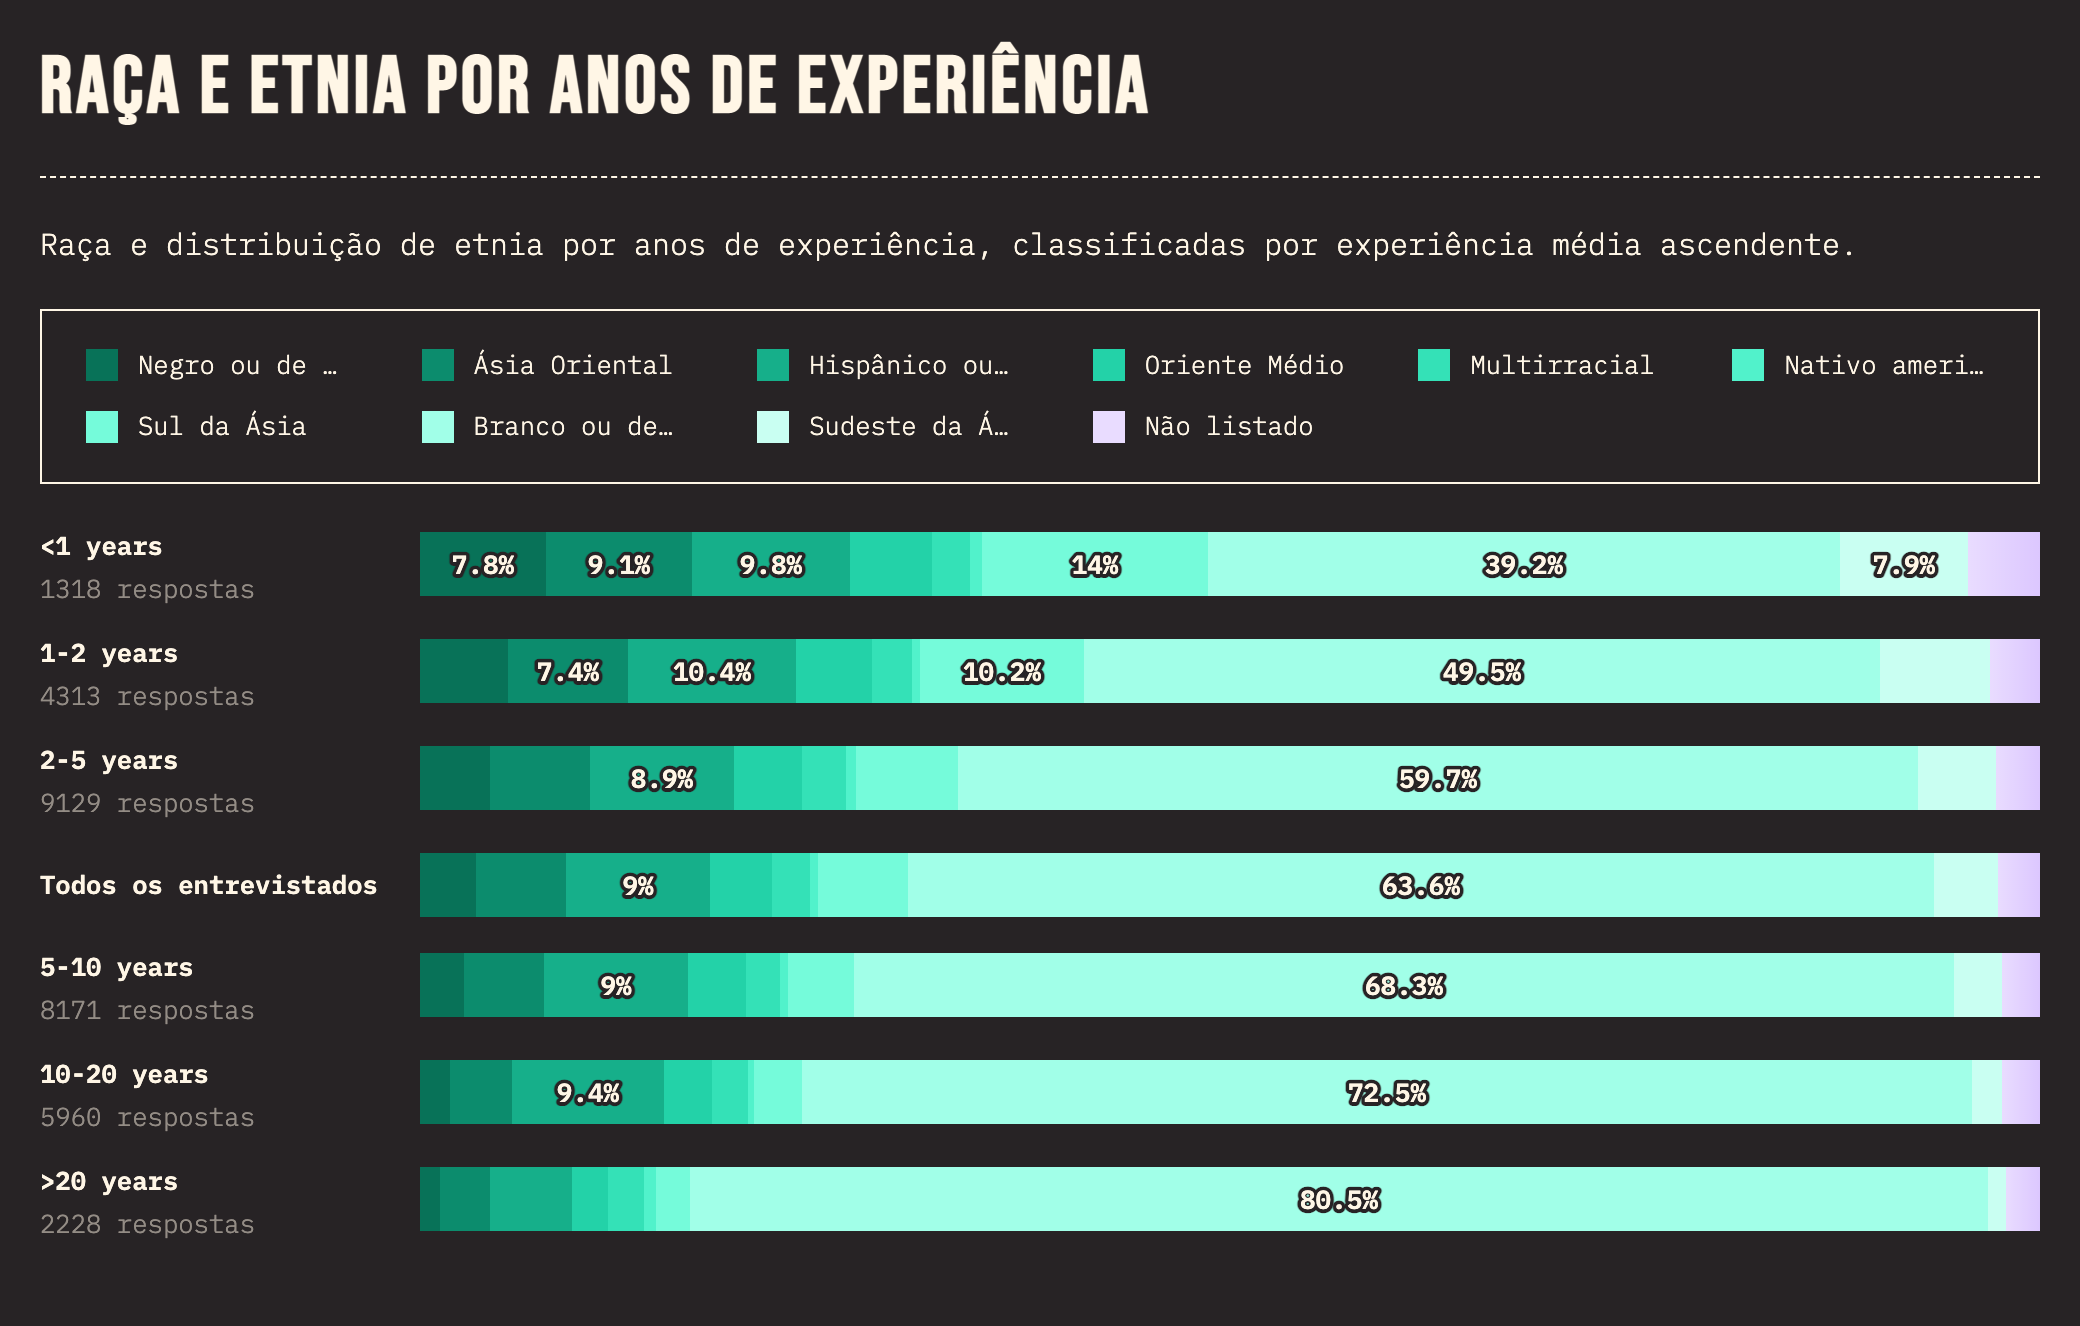 RAÇA E ETNIA POR ANOS DE EXPERIÊNCIA
Raça e distribuição de etnia por anos de experiência, classificadas por experiência média ascendente.
Negro ou de … Ásia Oriental Hispânico ou… Oriente Médio Multirracial Nativo ameri…
Sul da Ásia Branco ou de… Sudeste da Á… Não listado
<1 years
7.8% 9.1% 9.8% 14% 39.2% 7.9%
1318 respostas
1-2 years
7.4% 10.4% 10.2% 49.5%
4313 respostas
2-5 years
8.9% 59.7%
9129 respostas
Todos os entrevistados 9% 63.6%
5-10 years
9% 68.3%
8171 respostas
10-20 years
9.4% 72.5%
5960 respostas
>20 years
80.5%
2228 respostas